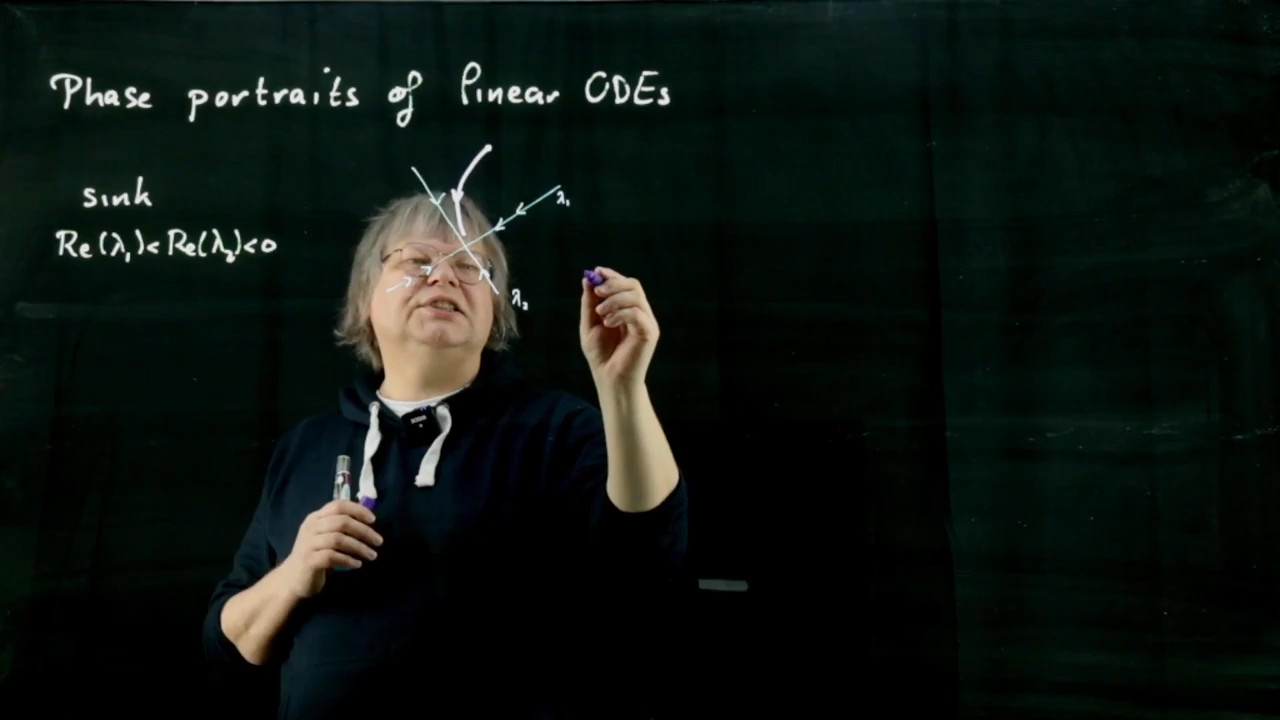 Phase portraits of linear ODEs
sink
Re(λ₁)<Re(λ₂)<0
λ₁
λ₂